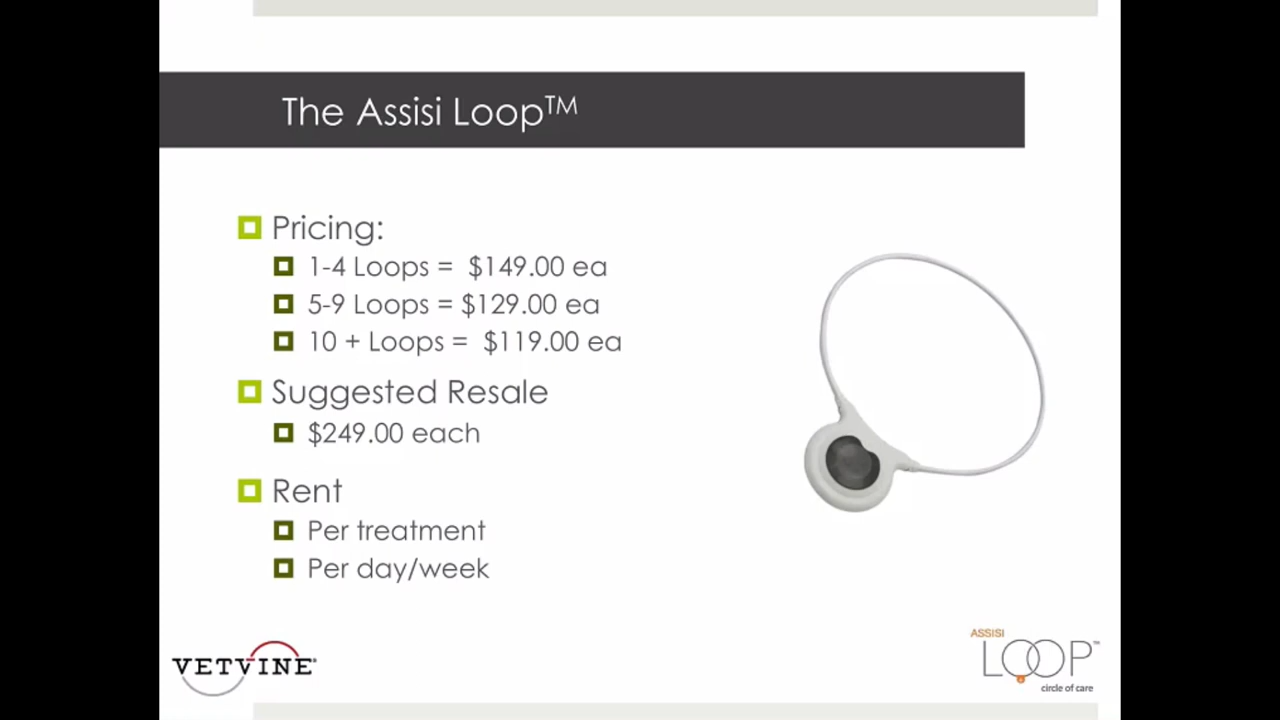 The Assisi Loop™
Pricing:
1-4 Loops = $149.00 ea
5-9 Loops = $129.00 ea
10 + Loops = $119.00 ea
Suggested Resale
$249.00 each
Rent
Per treatment
Per day/week
VETVINE®
ASSISI
LOOP™
circle of care